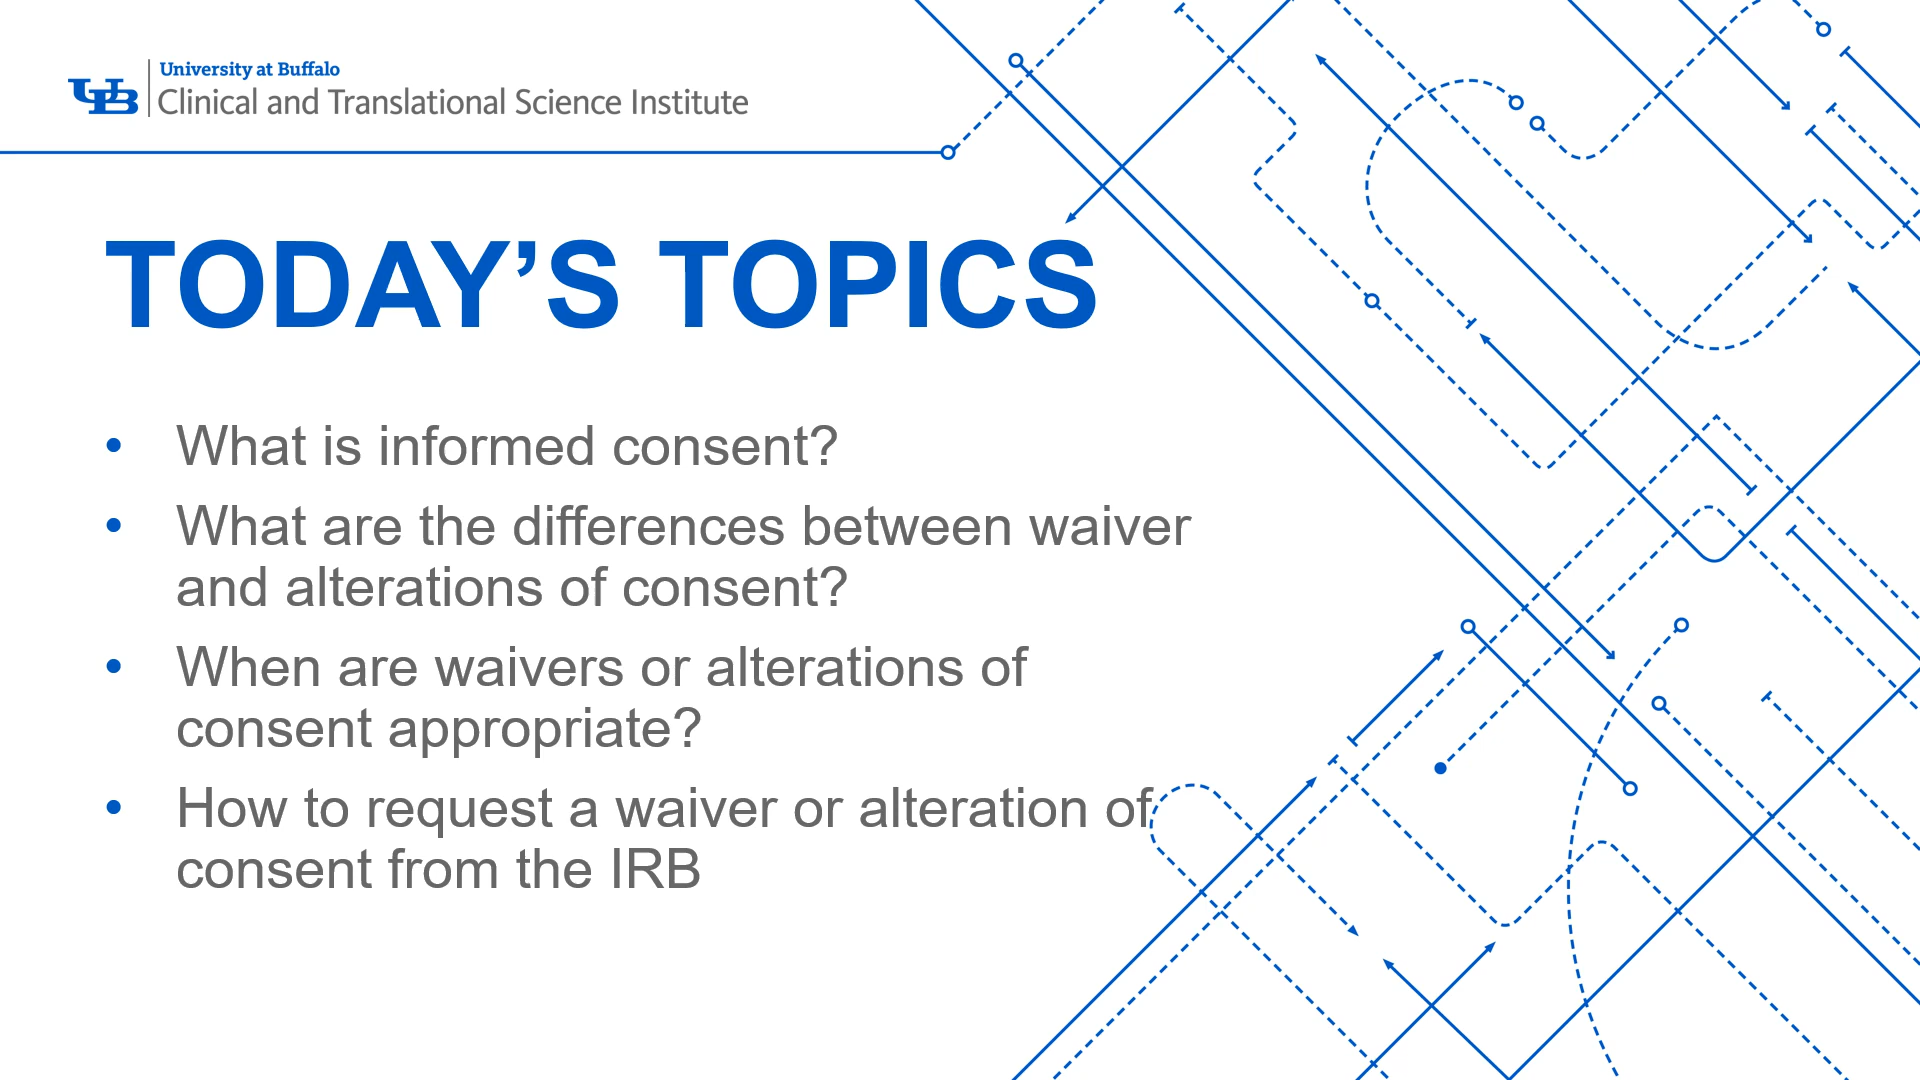 UB
University at Buffalo
Clinical and Translational Science Institute
TODAY’S TOPICS
• What is informed consent?
• What are the differences between waiver
and alterations of consent?
• When are waivers or alterations of
consent appropriate?
• How to request a waiver or alteration of
consent from the IRB